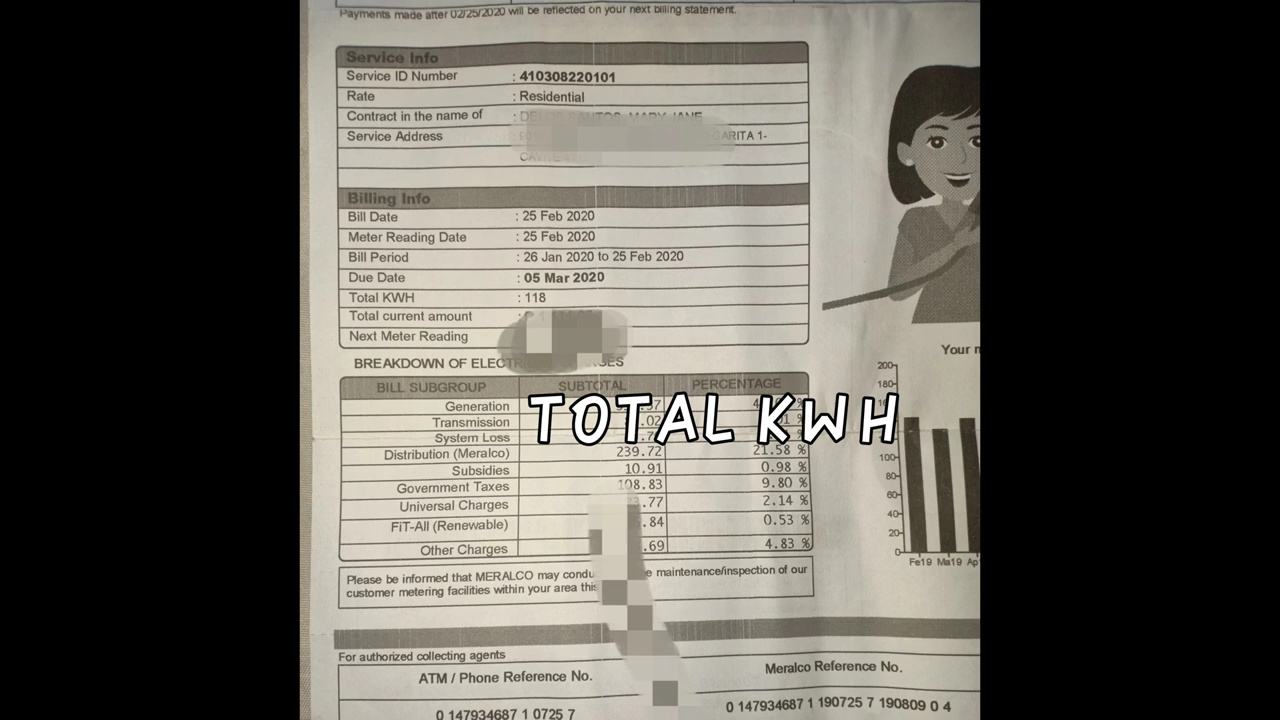 Payments made after 02/25/2020 will be reflected on your next billing statement.
Service Info
Service ID Number : 410308220101
Rate : Residential
Contract in the name of :
Service Address : GARITA 1-
Billing Info
Bill Date : 25 Feb 2020
Meter Reading Date : 25 Feb 2020
Bill Period : 26 Jan 2020 to 25 Feb 2020
Due Date : 05 Mar 2020
Total KWH : 118
Total current amount
Next Meter Reading
BREAKDOWN OF
BILL SUBGROUP SUBTOTAL PERCENTAGE
Generation
Transmission
System Loss
TOTAL KWH
Distribution (Meralco) 239.72 21.58 %
Subsidies 10.91 0.98 %
Government Taxes 108.83 9.80 %
Universal Charges .77 2.14 %
FiT-All (Renewable) .84 0.53 %
Other Charges .69 4.83 %
Please be informed that MERALCO may maintenance/inspection of our
customer metering facilities within your area
Your
200
180
100
80
60
40
20
0
Fe19 Ma19 Ap
For authorized collecting agents
ATM / Phone Reference No. Meralco Reference No.
0 147934687 1 0725 7 0 147934687 1 190725 7 190809 0 4